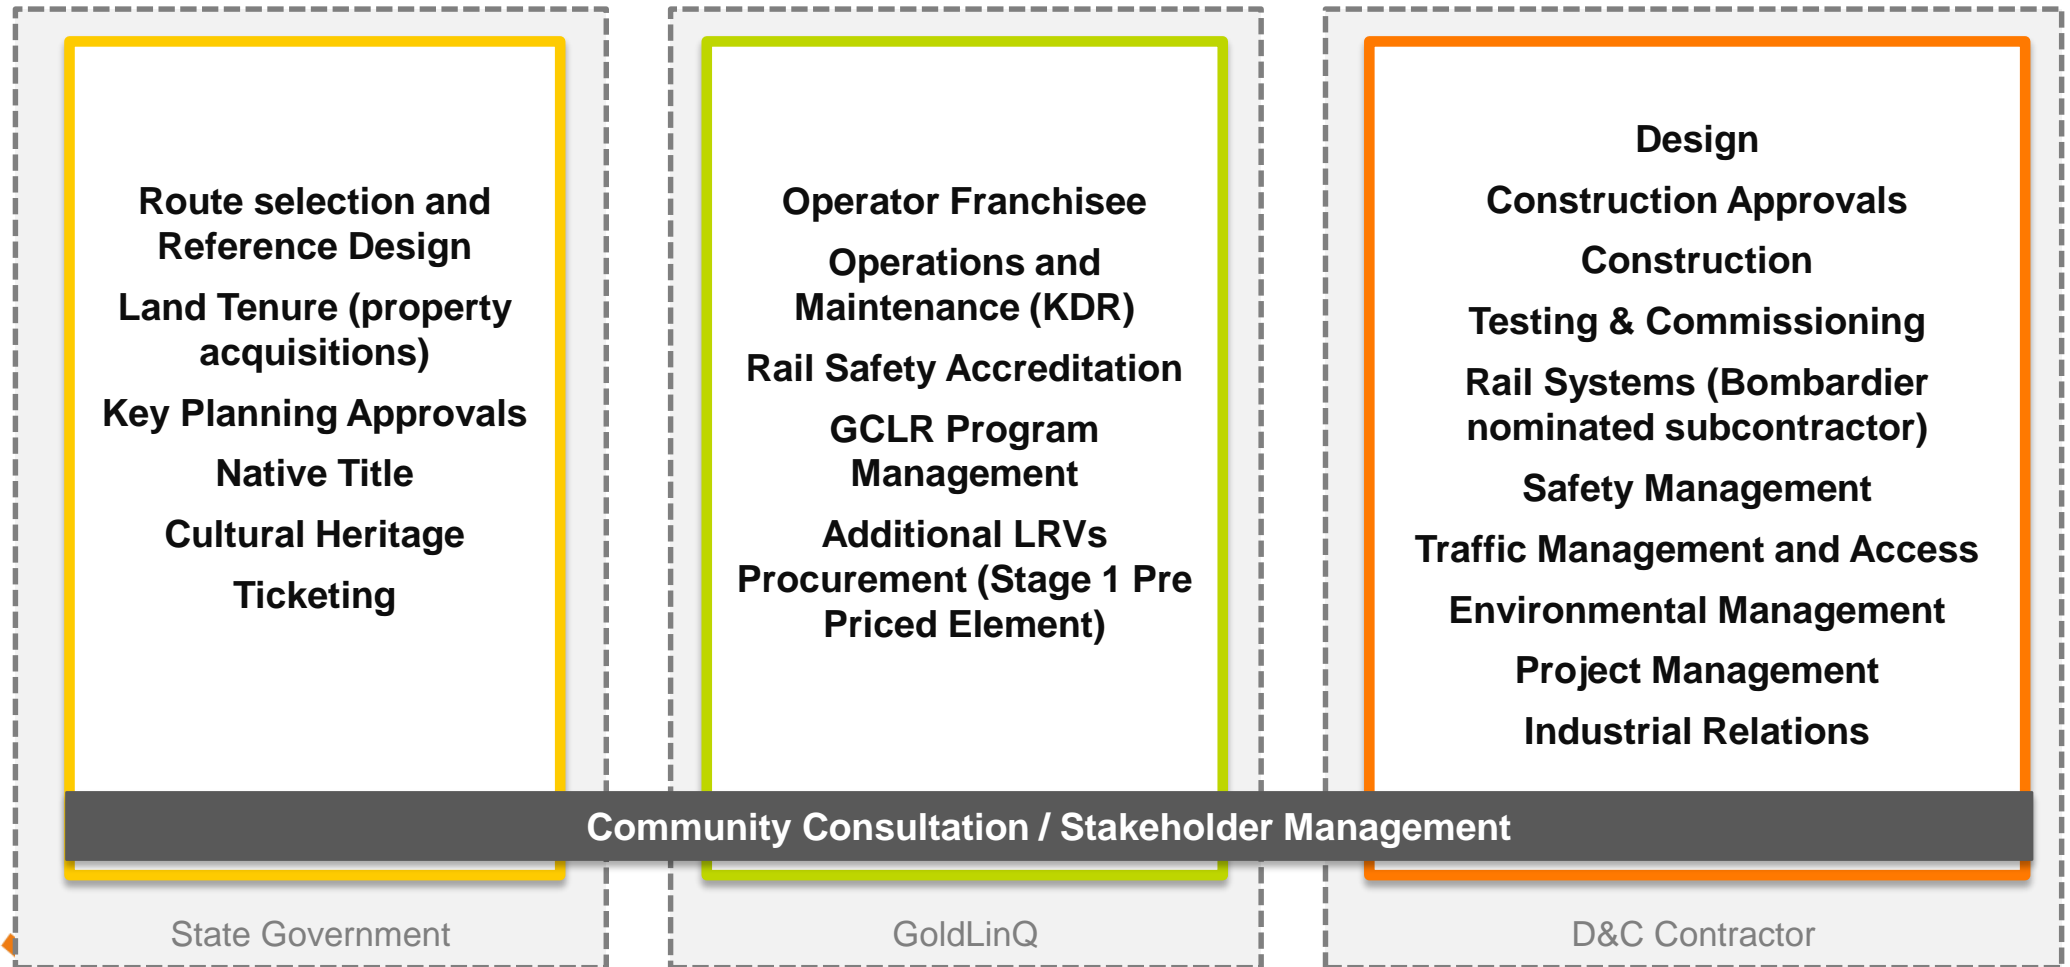 Route selection and
Reference Design
Land Tenure (property
acquisitions)
Key Planning Approvals
Native Title
Cultural Heritage
Ticketing
Operator Franchisee
Operations and
Maintenance (KDR)
Rail Safety Accreditation
GCLR Program
Management
Additional LRVs
Procurement (Stage 1 Pre
Priced Element)
Design
Construction Approvals
Construction
Testing & Commissioning
Rail Systems (Bombardier
nominated subcontractor)
Safety Management
Traffic Management and Access
Environmental Management
Project Management
Industrial Relations
Community Consultation / Stakeholder Management
State Government
GoldLinQ
D&C Contractor